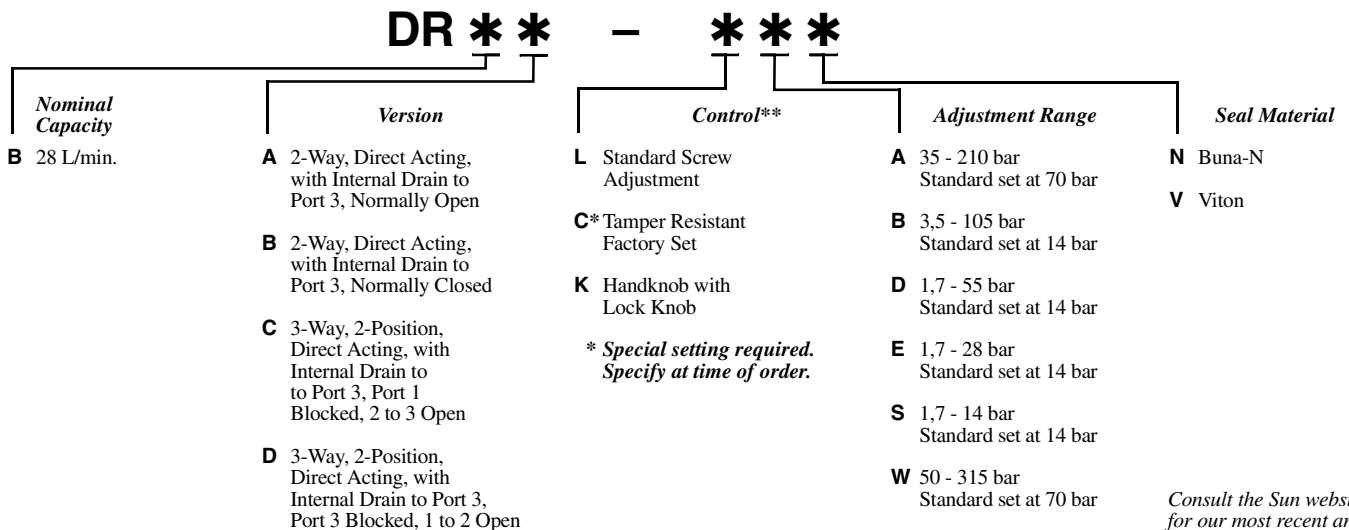 DR ✱ ✱ – ✱ ✱ ✱
Nominal
Capacity
B 28 L/min.
Version
A 2-Way, Direct Acting,
with Internal Drain to
Port 3, Normally Open
B 2-Way, Direct Acting,
with Internal Drain to
Port 3, Normally Closed
C 3-Way, 2-Position,
Direct Acting, with
Internal Drain to
to Port 3, Port 1
Blocked, 2 to 3 Open
D 3-Way, 2-Position,
Direct Acting, with
Internal Drain to Port 3,
Port 3 Blocked, 1 to 2 Open
Control**
L Standard Screw
Adjustment
C* Tamper Resistant
Factory Set
K Handknob with
Lock Knob
* Special setting required.
Specify at time of order.
Adjustment Range
A 35 - 210 bar
Standard set at 70 bar
B 3,5 - 105 bar
Standard set at 14 bar
D 1,7 - 55 bar
Standard set at 14 bar
E 1,7 - 28 bar
Standard set at 14 bar
S 1,7 - 14 bar
Standard set at 14 bar
W 50 - 315 bar
Standard set at 70 bar
Seal Material
N Buna-N
V Viton
Consult the Sun
for our most recent